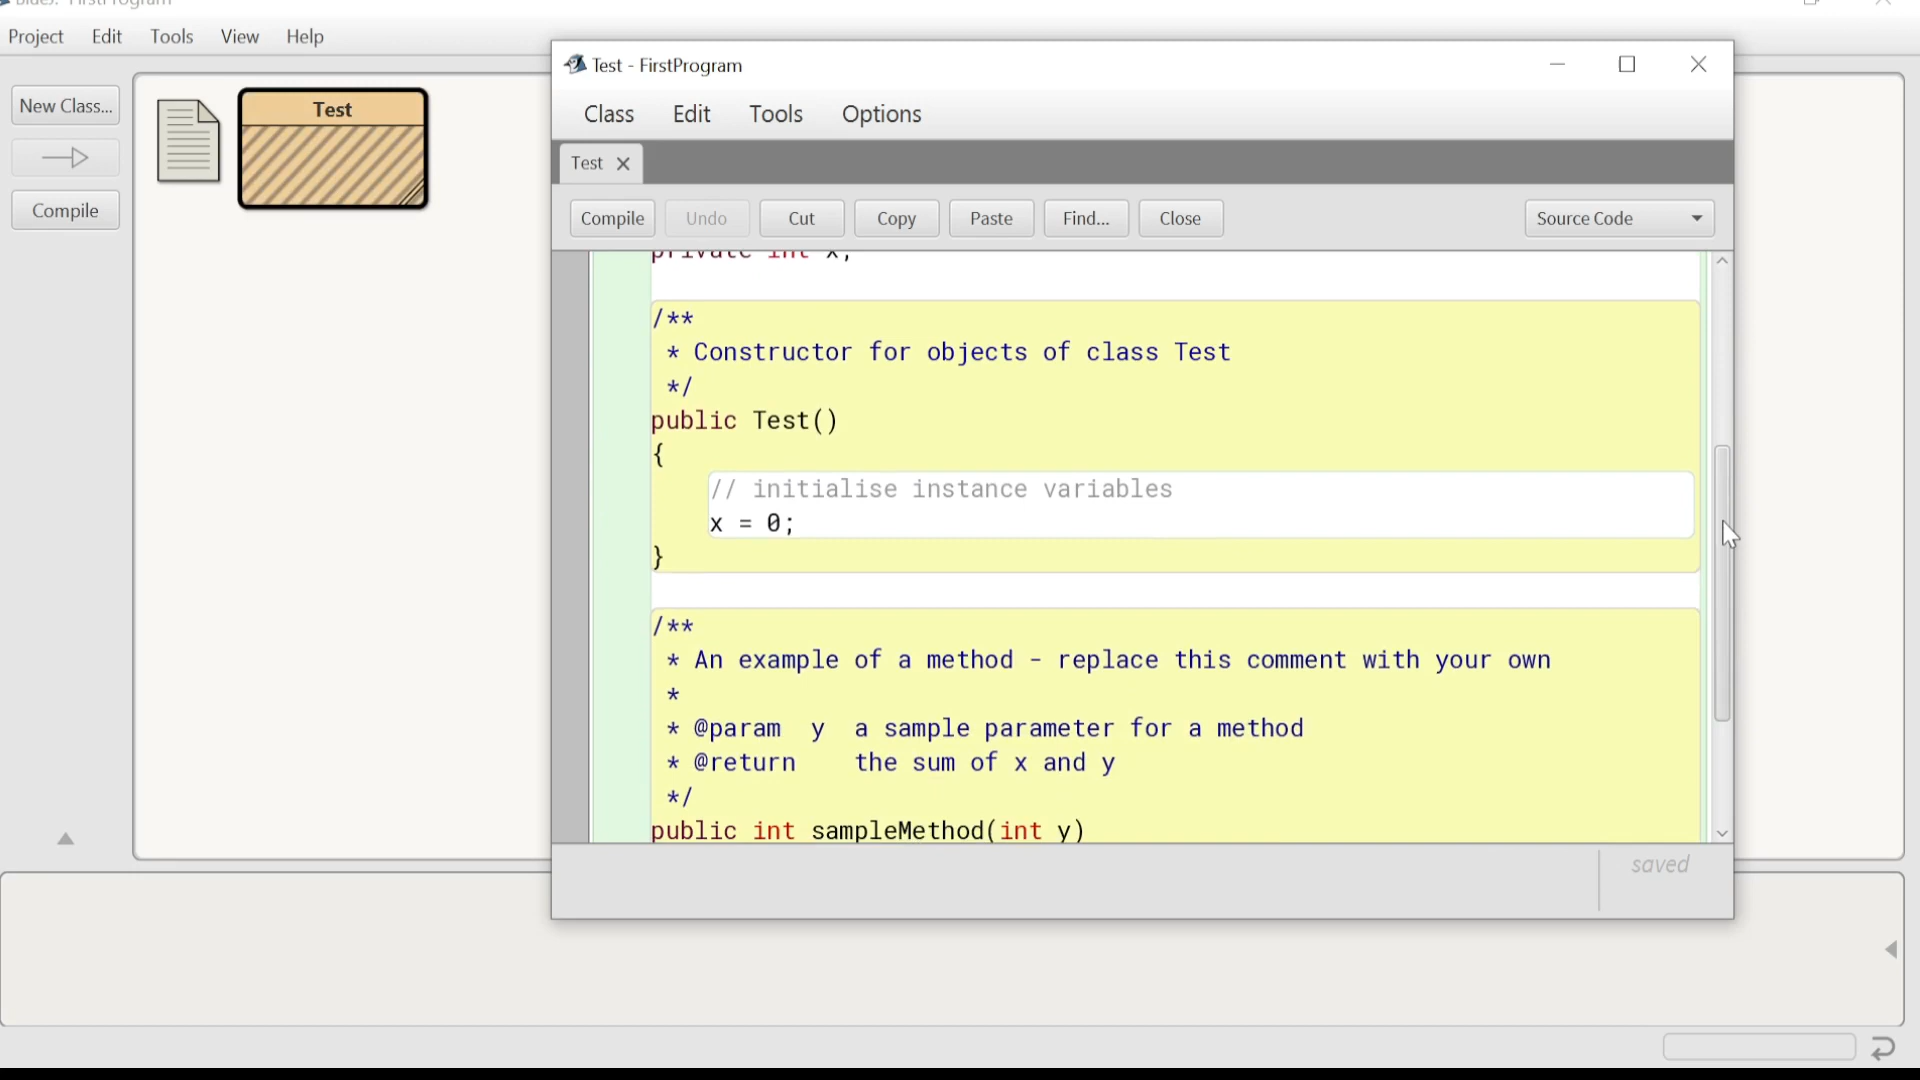 Project Edit Tools View Help
New Class...
Compile
Test
Test - FirstProgram
Class Edit Tools Options
Test
Compile Undo Cut Copy Paste Find... Close Source Code
private int x;
/**
* Constructor for objects of class Test
*/
public Test()
{
// initialise instance variables
x = 0;
}
/**
* An example of a method - replace this comment with your own
*
* @param y a sample parameter for a method
* @return the sum of x and y
*/
public int sampleMethod(int y)
saved